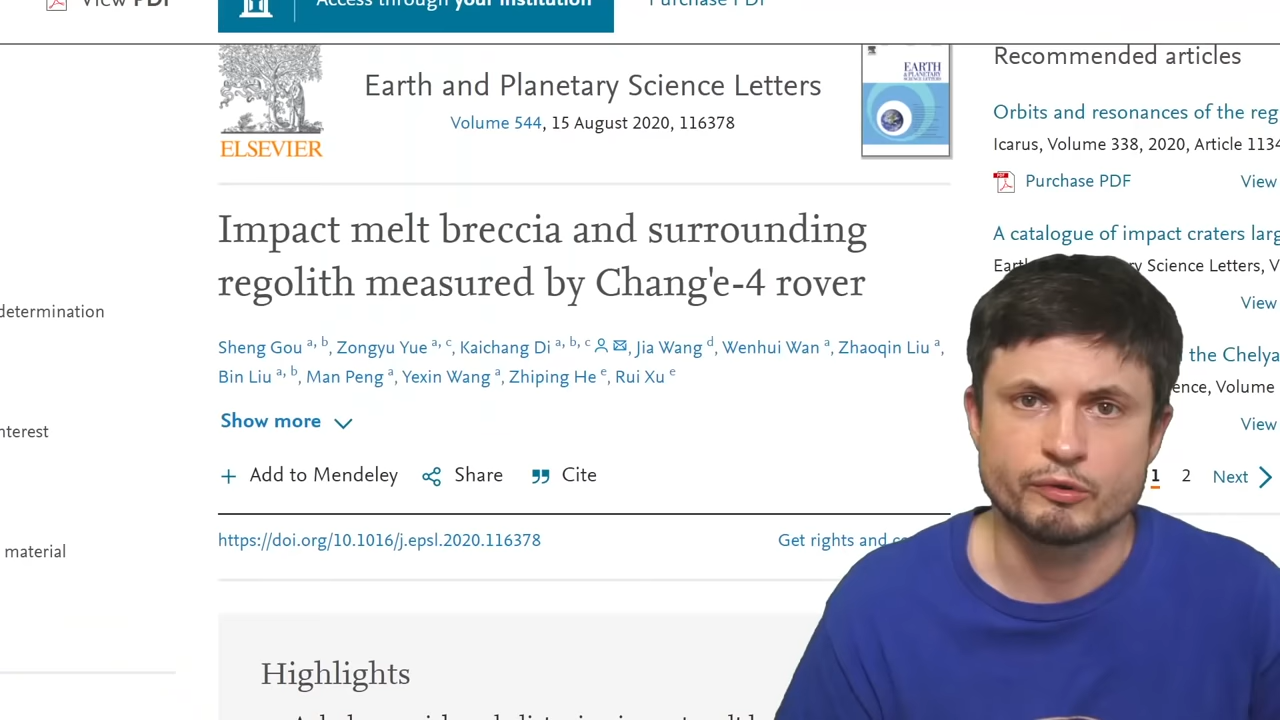 View PDF
Access through your institution
Purchase PDF
ELSEVIER
Earth and Planetary Science Letters
Volume 544, 15 August 2020, 116378
EARTH
& PLANETARY
SCIENCE LETTERS
Impact melt breccia and surrounding
regolith measured by Chang'e-4 rover
Sheng Gou a, b, Zongyu Yue a, c, Kaichang Di a, b, c, Jia Wang d, Wenhui Wan a, Zhaoqin Liu a,
Bin Liu a, b, Man Peng a, Yexin Wang a, Zhiping He e, Rui Xu e
Show more
Add to Mendeley
Share
Cite
https://doi.org/10.1016/j.epsl.2020.116378
Get rights and
Highlights
determination
nterest
material
Recommended articles
Orbits and resonances of the reg
Icarus, Volume 338, 2020, Article 1134
Purchase PDF
View
A catalogue of impact craters larg
Science Letters, V
View
the Chelya
ence, Volume
View
1
2
Next